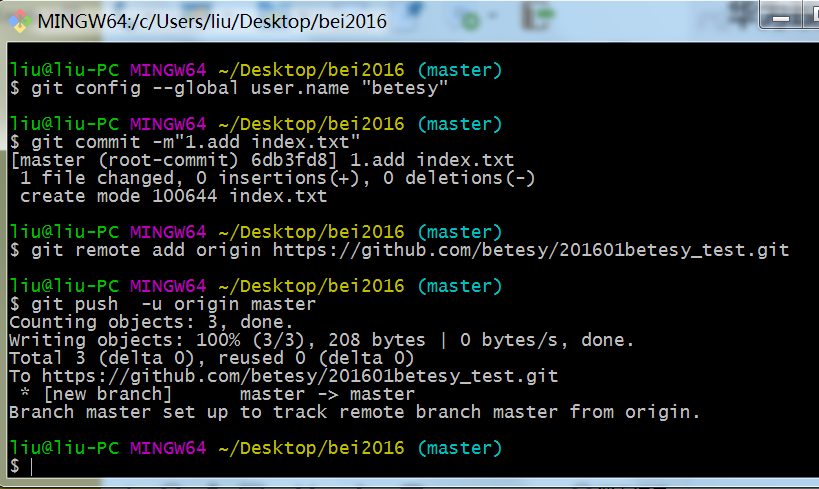 MINGW64:/c/Users/liu/Desktop/bei2016
liu@liu-PC MINGW64 ~/Desktop/bei2016 (master)
$ git config --global user.name "betesy"
liu@liu-PC MINGW64 ~/Desktop/bei2016 (master)
$ git commit -m"1.add index.txt"
[master (root-commit) 6db3fd8] 1.add index.txt
 1 file changed, 0 insertions(+), 0 deletions(-)
 create mode 100644 index.txt
liu@liu-PC MINGW64 ~/Desktop/bei2016 (master)
$ git remote add origin https://github.com/betesy/201601betesy_test.git
liu@liu-PC MINGW64 ~/Desktop/bei2016 (master)
$ git push  -u origin master
Counting objects: 3, done.
Writing objects: 100% (3/3), 208 bytes | 0 bytes/s, done.
Total 3 (delta 0), reused 0 (delta 0)
To https://github.com/betesy/201601betesy_test.git
 * [new branch]      master -> master
Branch master set up to track remote branch master from origin.
liu@liu-PC MINGW64 ~/Desktop/bei2016 (master)
$